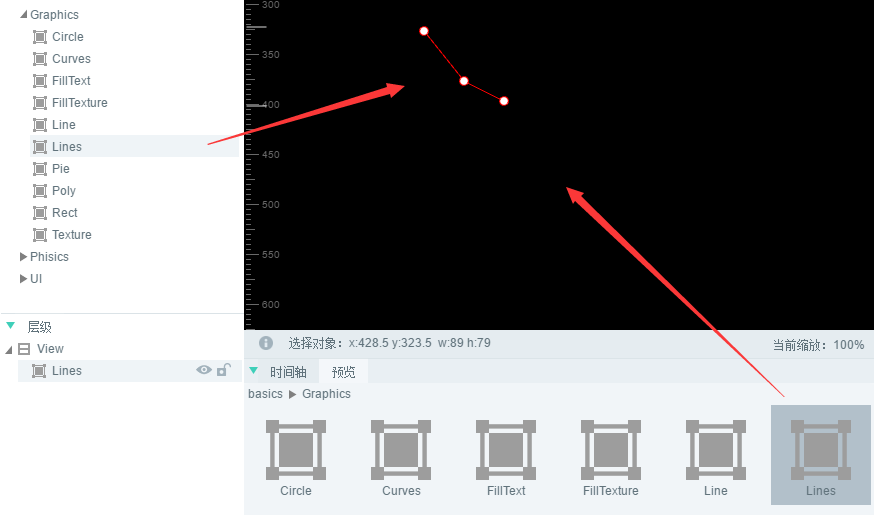 Graphics
Circle
Curves
FillText
FillTexture
Line
Lines
Pie
Poly
Rect
Texture
Phisics
UI
层级
View
Lines
300
350
400
450
500
550
600
选择对象：x:428.5 y:323.5 w:89 h:79
当前缩放：100%
时间轴 预览
basics Graphics
Circle Curves FillText FillTexture Line Lines